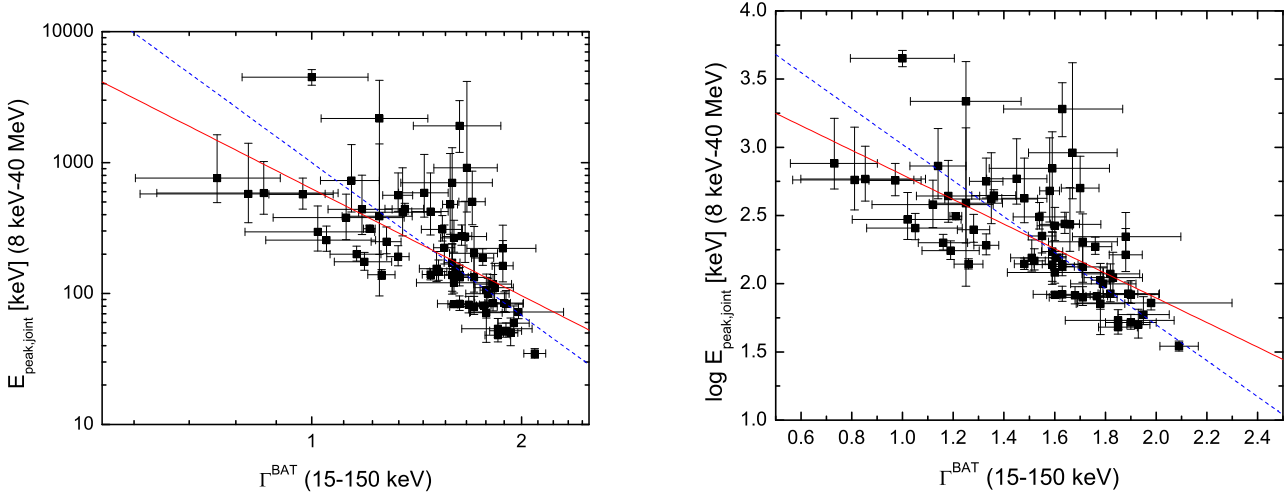 10000
1000
100
10
1
2
E_peak,joint [keV] (8 keV-40 MeV)
Γ^BAT (15-150 keV)
4.0
3.5
3.0
2.5
2.0
1.5
1.0
0.6 0.8 1.0 1.2 1.4 1.6 1.8 2.0 2.2 2.4
log E_peak,joint [keV] (8 keV-40 MeV)
Γ^BAT (15-150 keV)